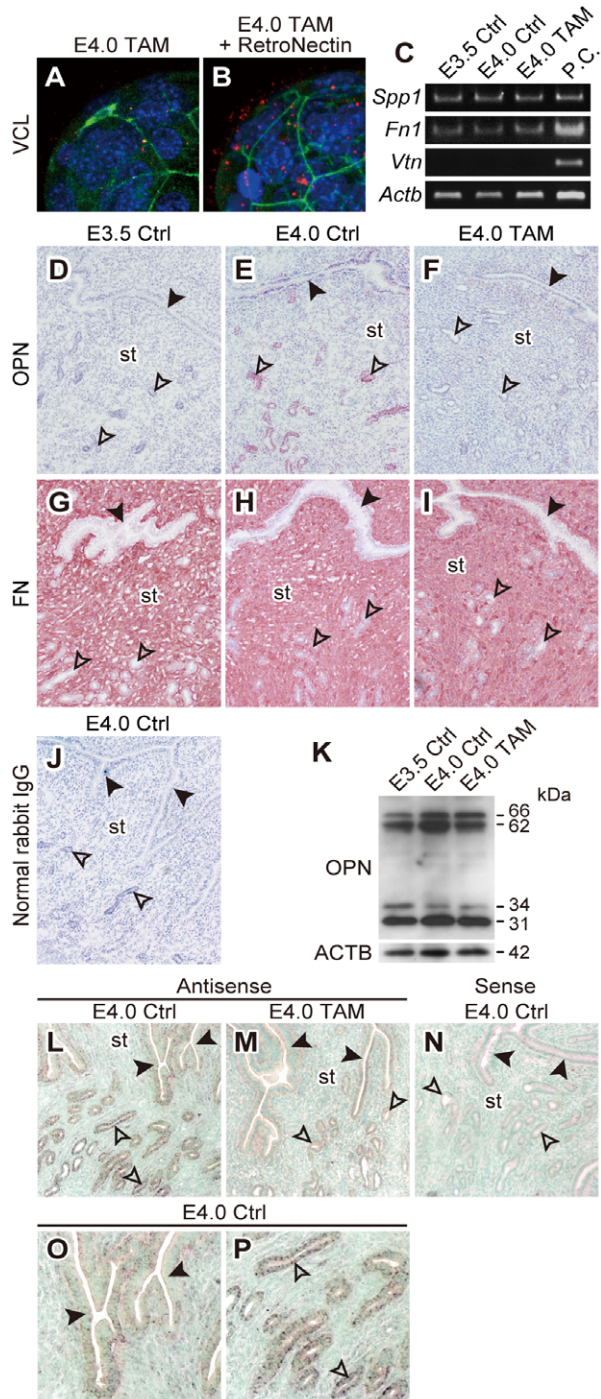 E4.0 TAM
E4.0 TAM
+ RetroNectin
VCL
A
B
C
E3.5 Ctrl
E4.0 Ctrl
E4.0 TAM
P.C.
Spp1
Fn1
Vtn
Actb
E3.5 Ctrl
E4.0 Ctrl
E4.0 TAM
OPN
D
st
E
st
F
st
FN
G
st
H
st
I
st
E4.0 Ctrl
Normal rabbit IgG
J
st
K
E3.5 Ctrl
E4.0 Ctrl
E4.0 TAM
kDa
66
62
OPN
34
31
ACTB
42
Antisense
Sense
E4.0 Ctrl
E4.0 TAM
E4.0 Ctrl
L
st
M
st
N
st
E4.0 Ctrl
O
P